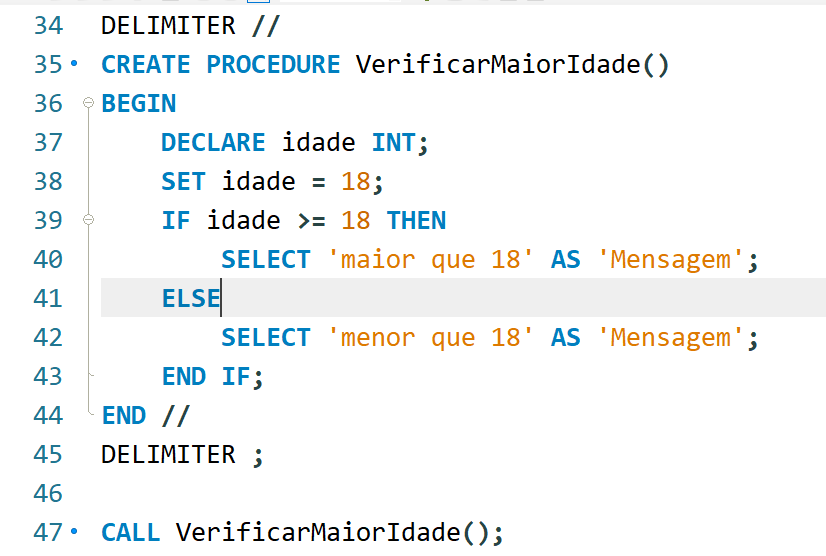 34 DELIMITER //
35 CREATE PROCEDURE VerificarMaiorIdade()
36 BEGIN
37     DECLARE idade INT;
38     SET idade = 18;
39     IF idade >= 18 THEN
40         SELECT 'maior que 18' AS 'Mensagem';
41     ELSE
42         SELECT 'menor que 18' AS 'Mensagem';
43     END IF;
44 END //
45 DELIMITER ;
46
47 CALL VerificarMaiorIdade();